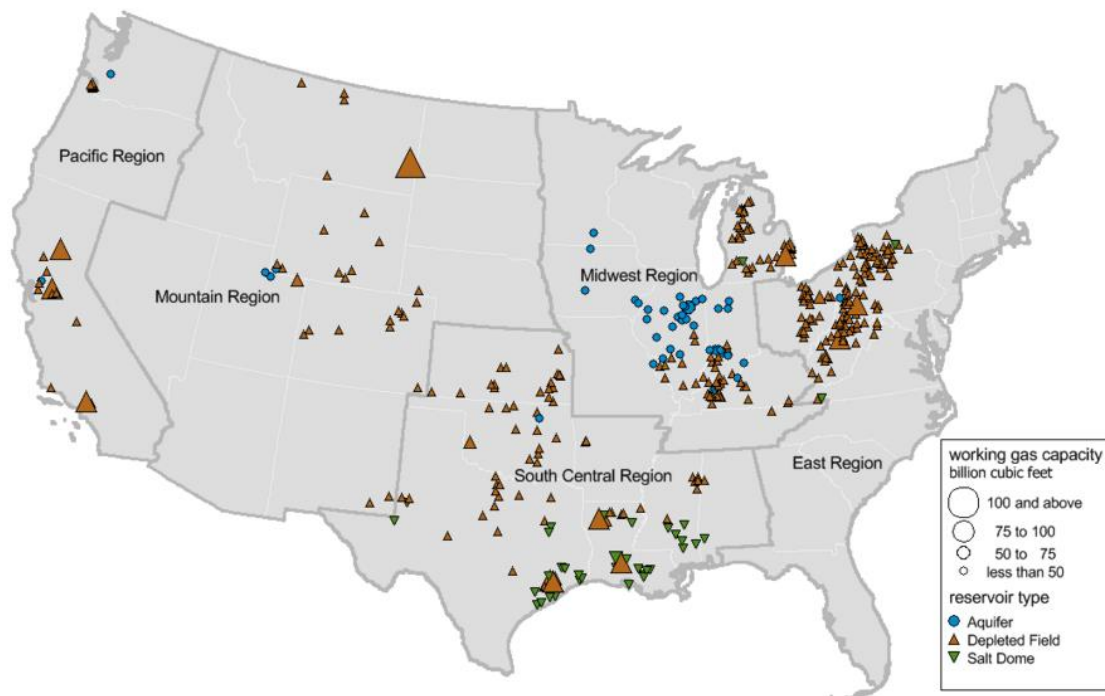 Pacific Region
Mountain Region
Midwest Region
South Central Region
East Region
working gas capacity
billion cubic feet
100 and above
75 to 100
50 to 75
less than 50
reservoir type
Aquifer
Depleted Field
Salt Dome